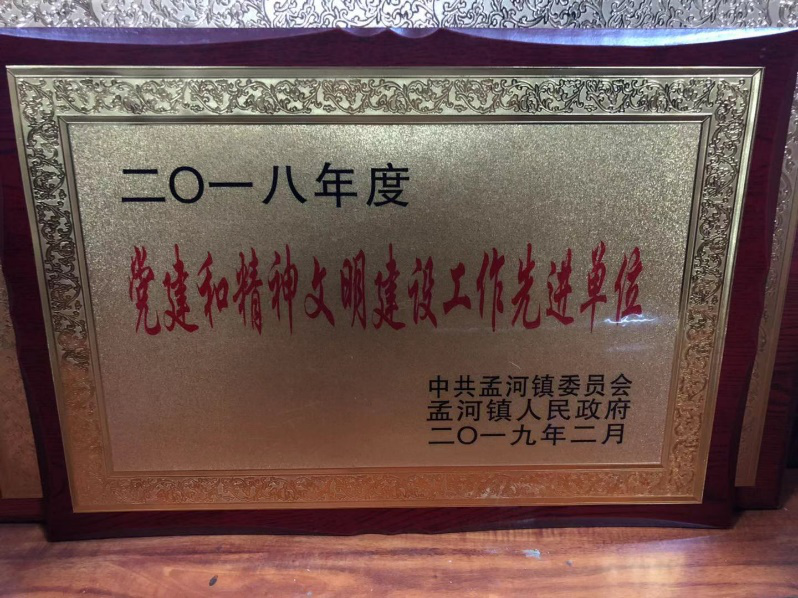 二〇一八年度
党建和精神文明建设工作先进单位
中共孟河镇委员会
孟河镇人民政府
二〇一九年二月